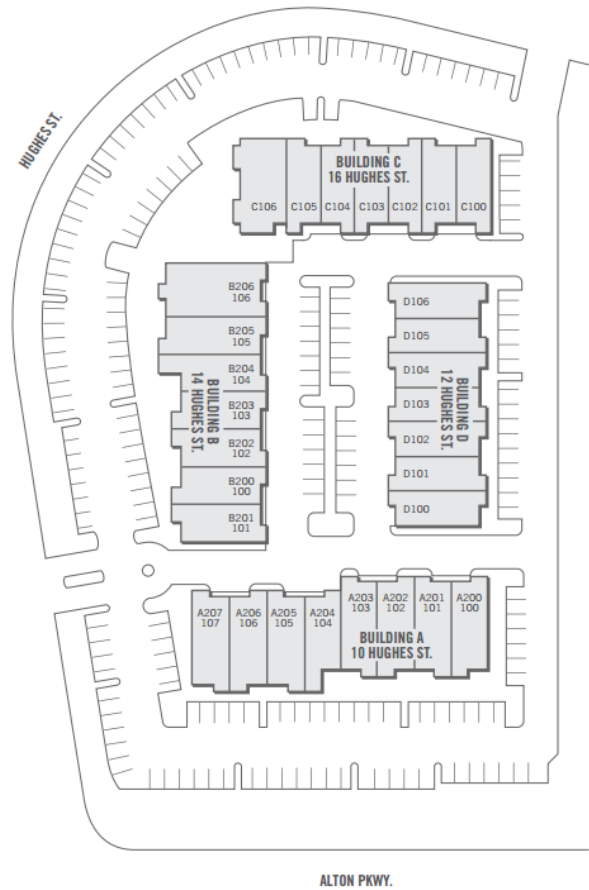 HUGHES ST.
BUILDING C
16 HUGHES ST.
C106
C105
C104
C103
C102
C101
C100
B206
106
B205
105
B204
104
B203
103
B202
102
B200
100
B201
101
BUILDING B
14 HUGHES ST.
D106
D105
D104
D103
D102
D101
D100
BUILDING D
12 HUGHES ST.
A207
107
A206
106
A205
105
A204
104
A203
103
A202
102
A201
101
A200
100
BUILDING A
10 HUGHES ST.
ALTON PKWY.